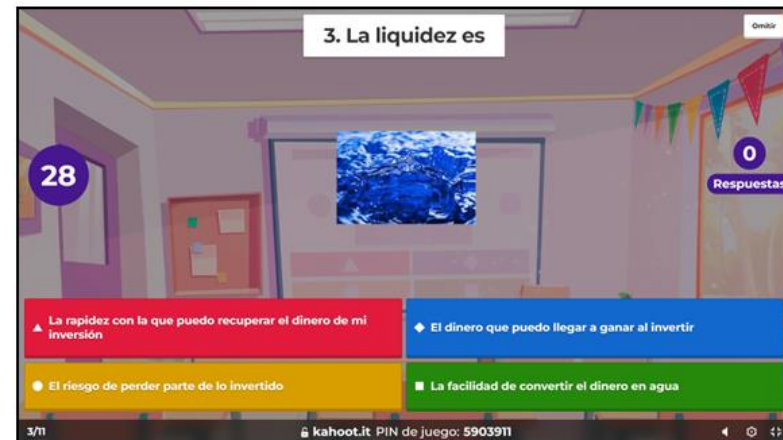 3. La liquidez es
Omitir
28
0
Respuestas
La rapidez con la que puedo recuperar el dinero de mi
inversión
El dinero que puedo llegar a ganar al invertir
El riesgo de perder parte de lo invertido
La facilidad de convertir el dinero en agua
3/11
kahoot.it PIN de juego: 5903911